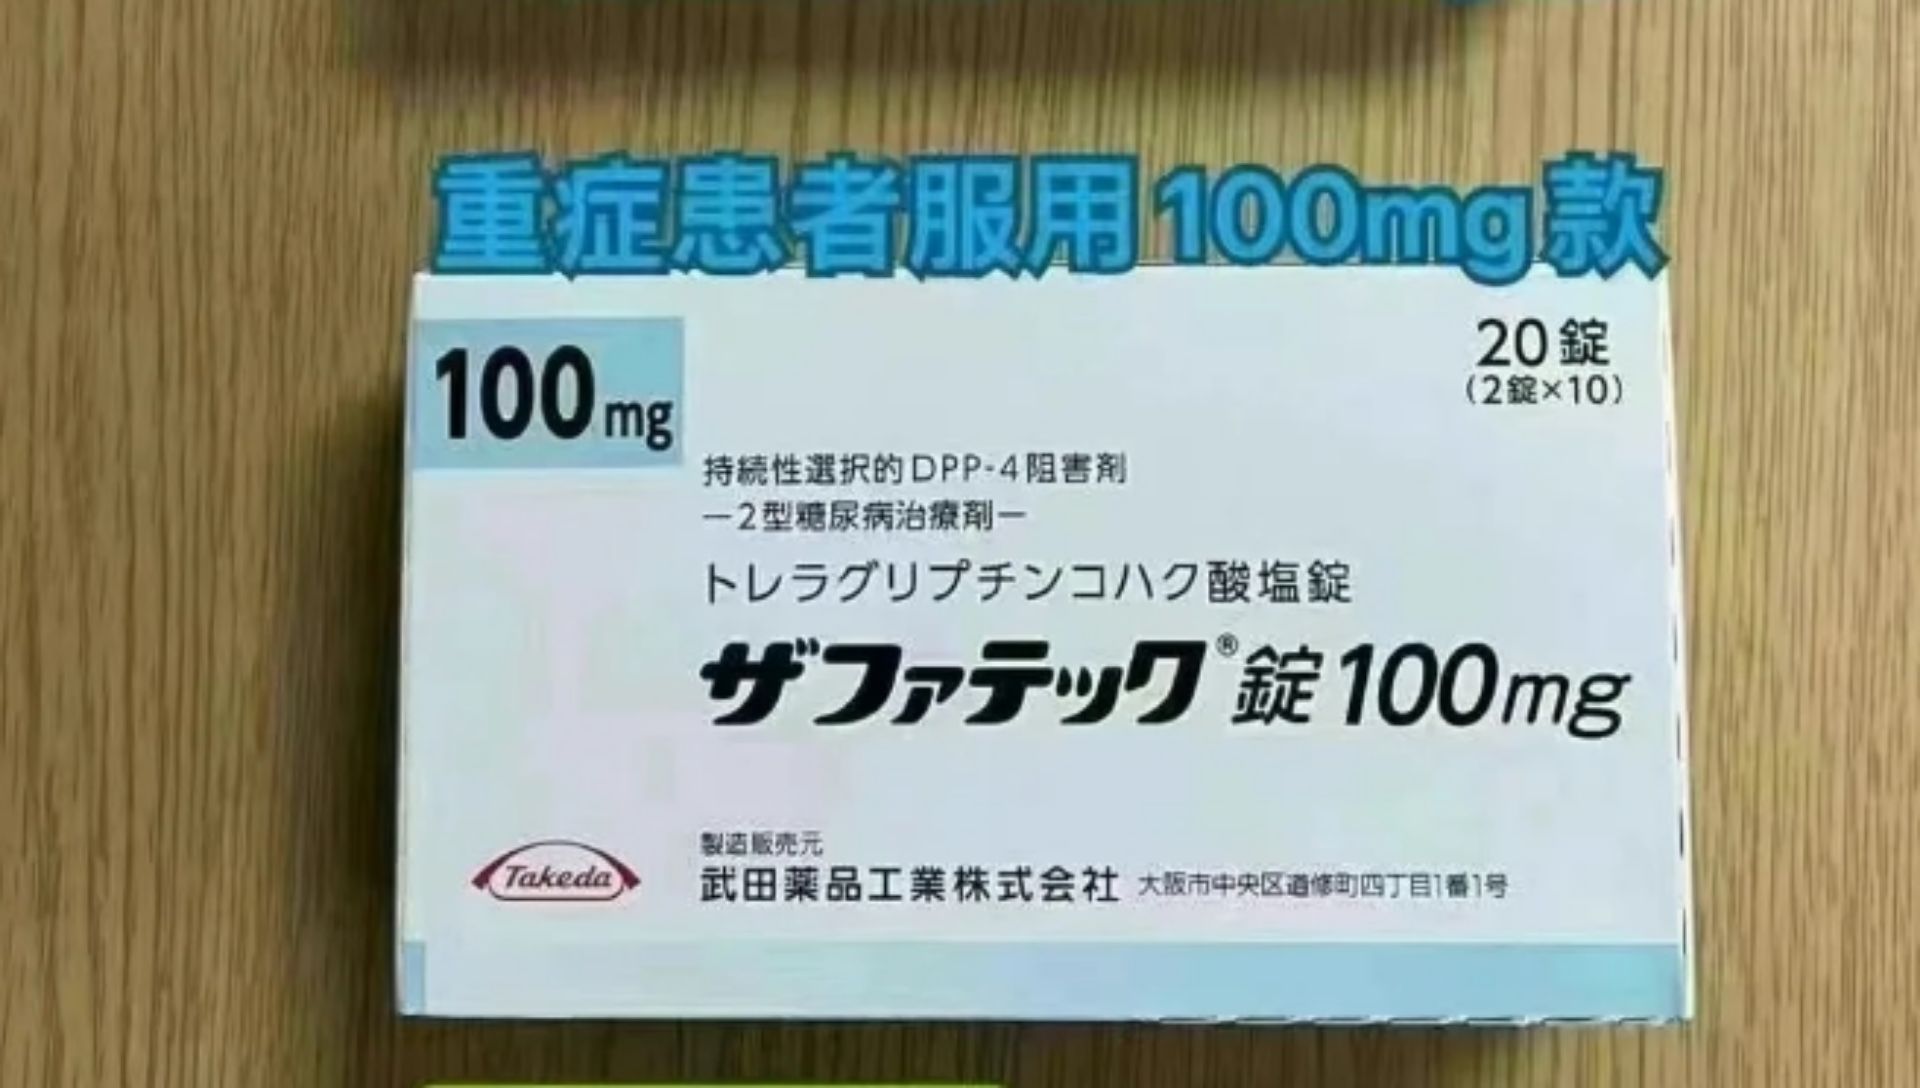 重症患者服用100mg款
100mg
20錠
(2錠×10)
持続性選択的DPP-4阻害剤
ー2型糖尿病治療剤ー
トレラグリプチンコハク酸塩錠
ザファテック®錠100mg
製造販売元
Takeda
武田薬品工業株式会社 大阪市中央区道修町四丁目1番1号